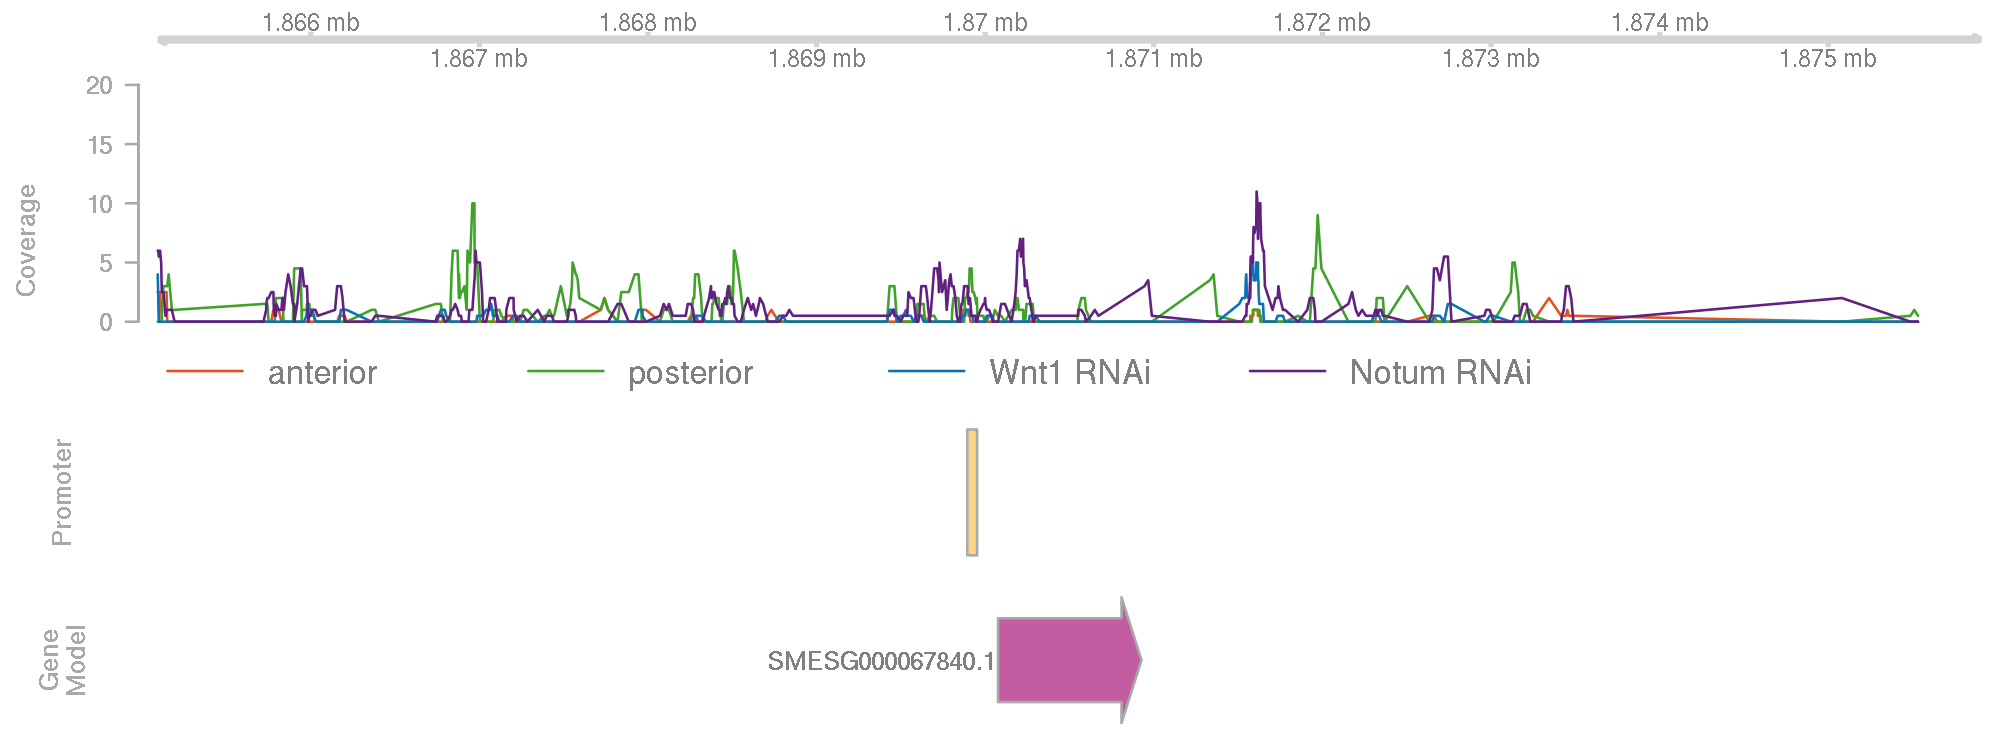 1.866 mb 1.868 mb 1.87 mb 1.872 mb 1.874 mb
1.867 mb 1.869 mb 1.871 mb 1.873 mb 1.875 mb
20
15
10
5
0
Coverage
anterior posterior Wnt1 RNAi Notum RNAi
Promoter
Gene
Model
SMESG000067840.1